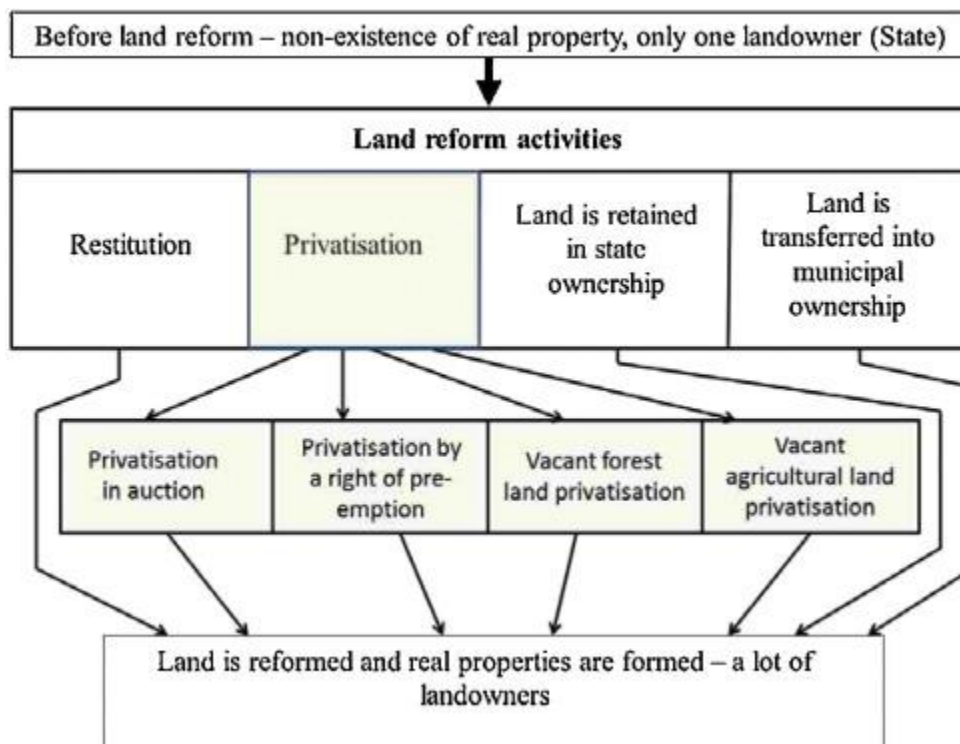 Before land reform – non-existence of real property, only one landowner (State)
Land reform activities
Restitution
Privatisation
Land is retained
in state
ownership
Land is
transferred into
municipal
ownership
Privatisation
in auction
Privatisation by
a right of pre-
emption
Vacant forest
land privatisation
Vacant
agricultural land
privatisation
Land is reformed and real properties are formed – a lot of
landowners